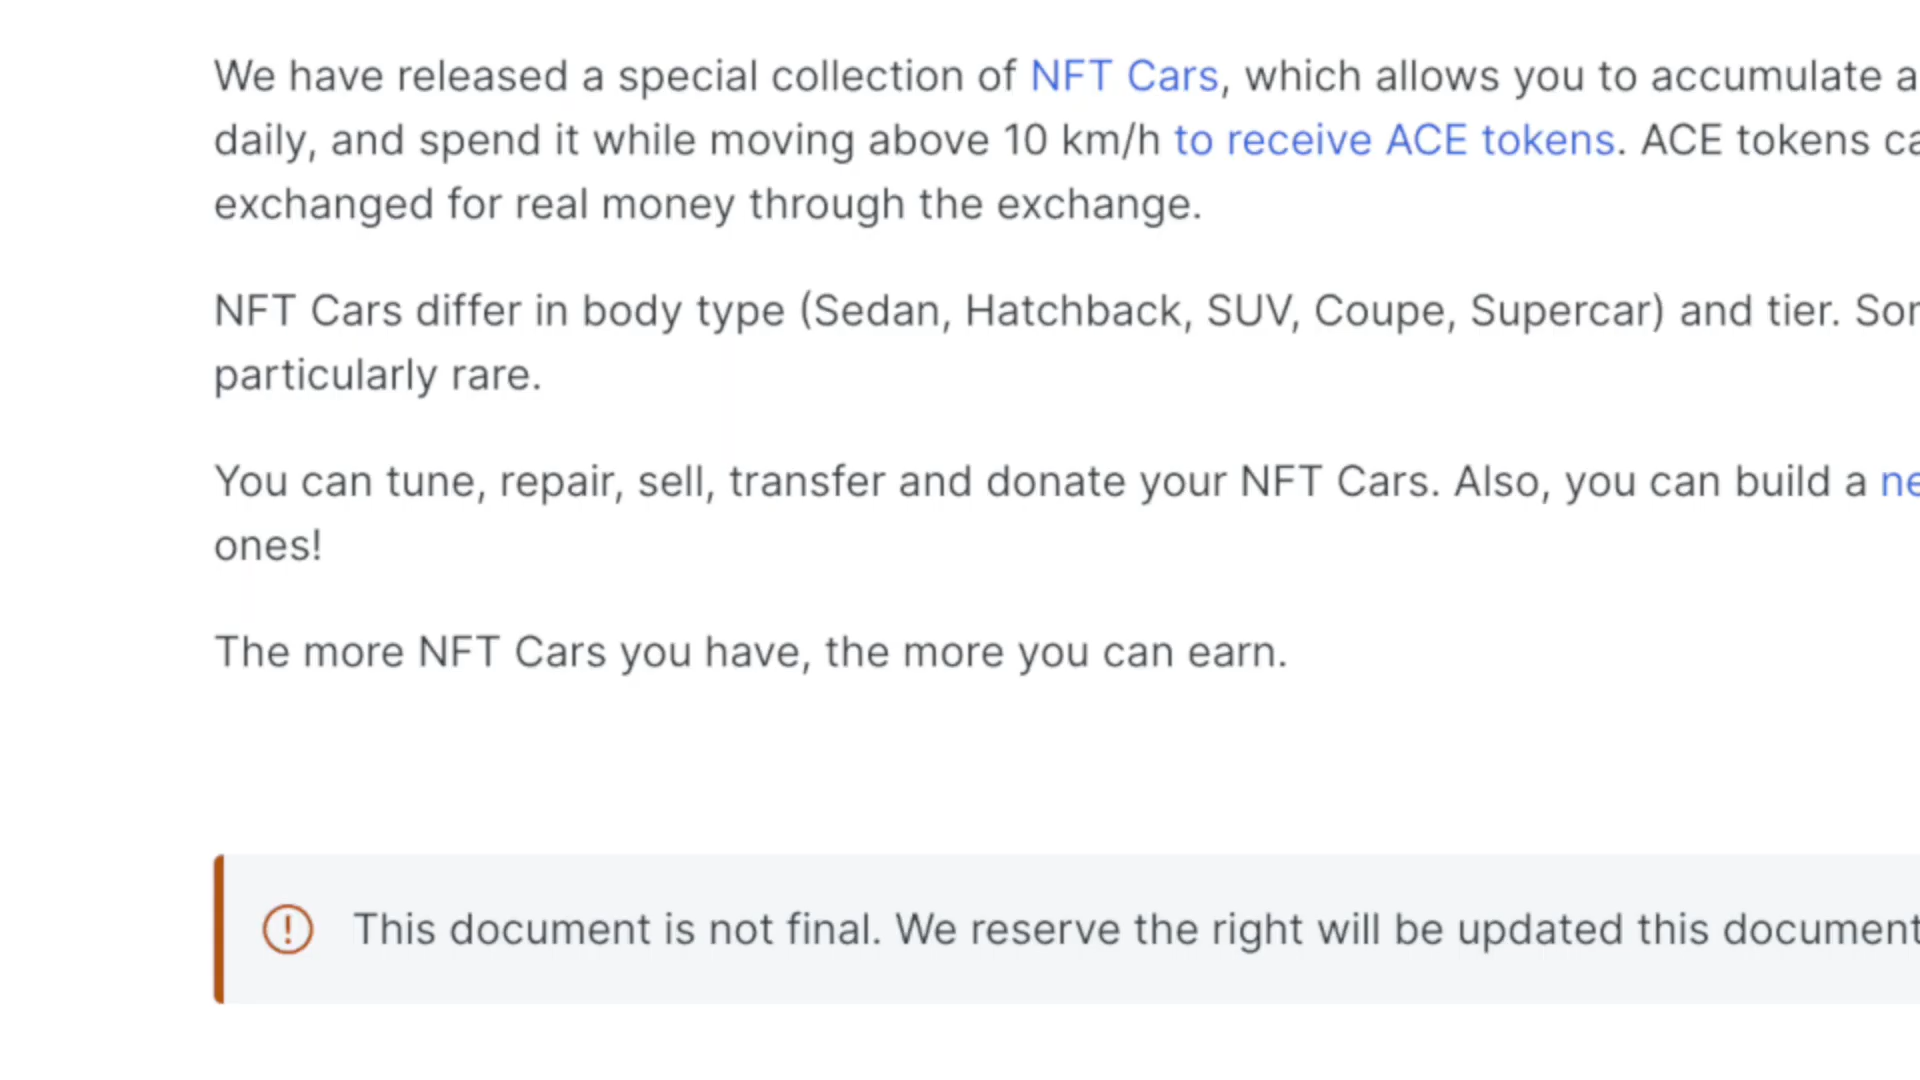 We have released a special collection of NFT Cars, which allows you to accumulate a
daily, and spend it while moving above 10 km/h to receive ACE tokens. ACE tokens ca
exchanged for real money through the exchange.
NFT Cars differ in body type (Sedan, Hatchback, SUV, Coupe, Supercar) and tier. Som
particularly rare.
You can tune, repair, sell, transfer and donate your NFT Cars. Also, you can build a ne
ones!
The more NFT Cars you have, the more you can earn.
This document is not final. We reserve the right will be updated this document